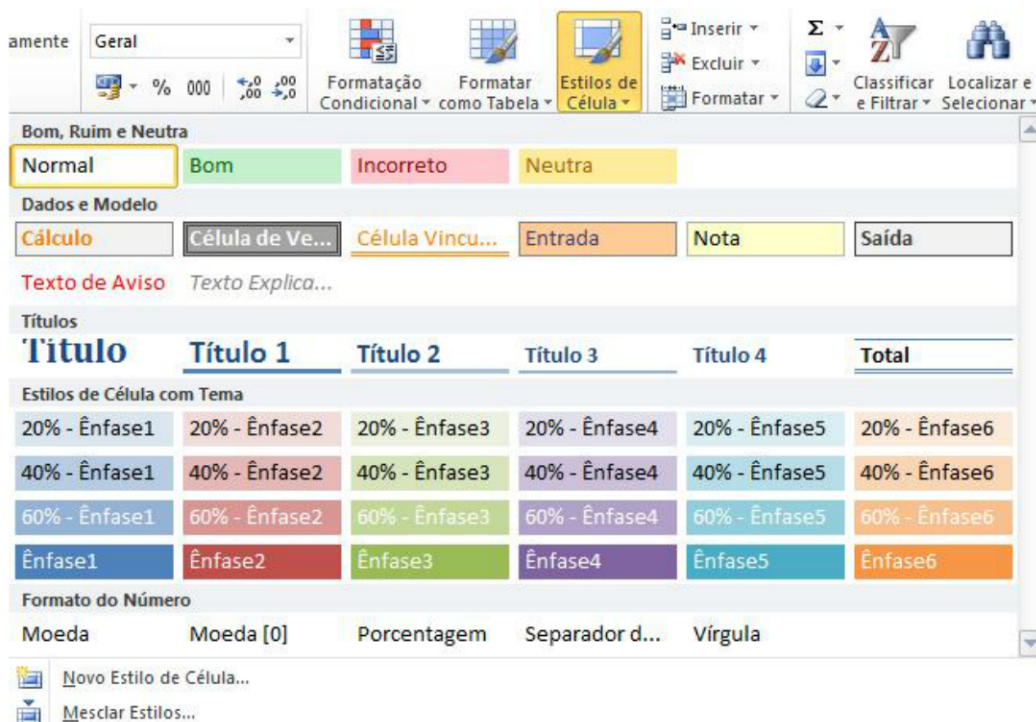 amente Geral
Inserir
Σ
Excluir
% 000 ,00 ,00
Formatação Condicional
Formatar como Tabela
Estilos de Célula
Formatar
Classificar e Filtrar
Localizar e Selecionar
Bom, Ruim e Neutra
Normal Bom Incorreto Neutra
Dados e Modelo
Cálculo Célula de Ve... Célula Vincu... Entrada Nota Saída
Texto de Aviso Texto Explica...
Títulos
Título Título 1 Título 2 Título 3 Título 4 Total
Estilos de Célula com Tema
20% - Ênfase1 20% - Ênfase2 20% - Ênfase3 20% - Ênfase4 20% - Ênfase5 20% - Ênfase6
40% - Ênfase1 40% - Ênfase2 40% - Ênfase3 40% - Ênfase4 40% - Ênfase5 40% - Ênfase6
60% - Ênfase1 60% - Ênfase2 60% - Ênfase3 60% - Ênfase4 60% - Ênfase5 60% - Ênfase6
Ênfase1 Ênfase2 Ênfase3 Ênfase4 Ênfase5 Ênfase6
Formato do Número
Moeda Moeda [0] Porcentagem Separador d... Vírgula
Novo Estilo de Célula...
Mesclar Estilos...